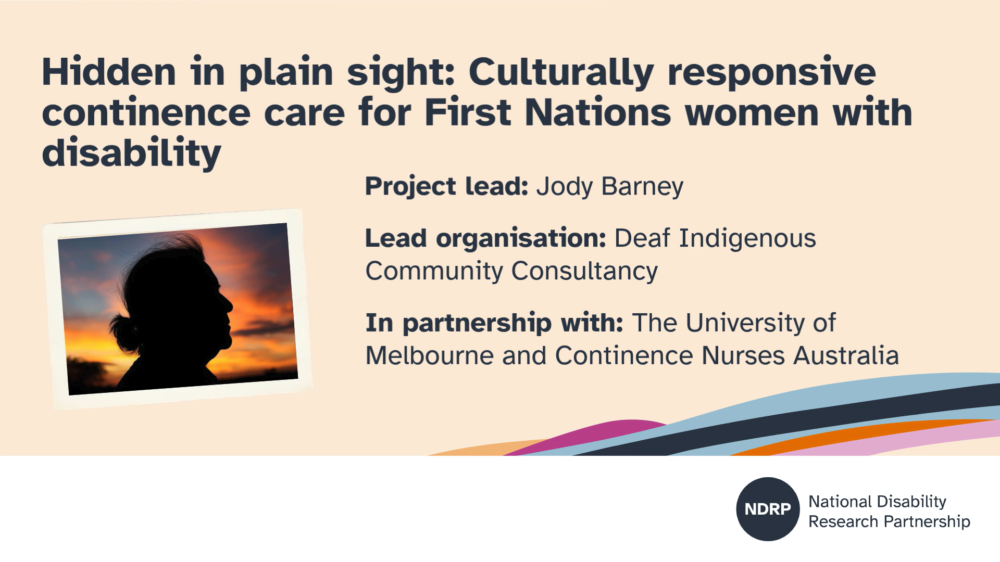 Hidden in plain sight: Culturally responsive
continence care for First Nations women with
disability
Project lead: Jody Barney
Lead organisation: Deaf Indigenous
Community Consultancy
In partnership with: The University of
Melbourne and Continence Nurses Australia
NDRP
National Disability
Research Partnership